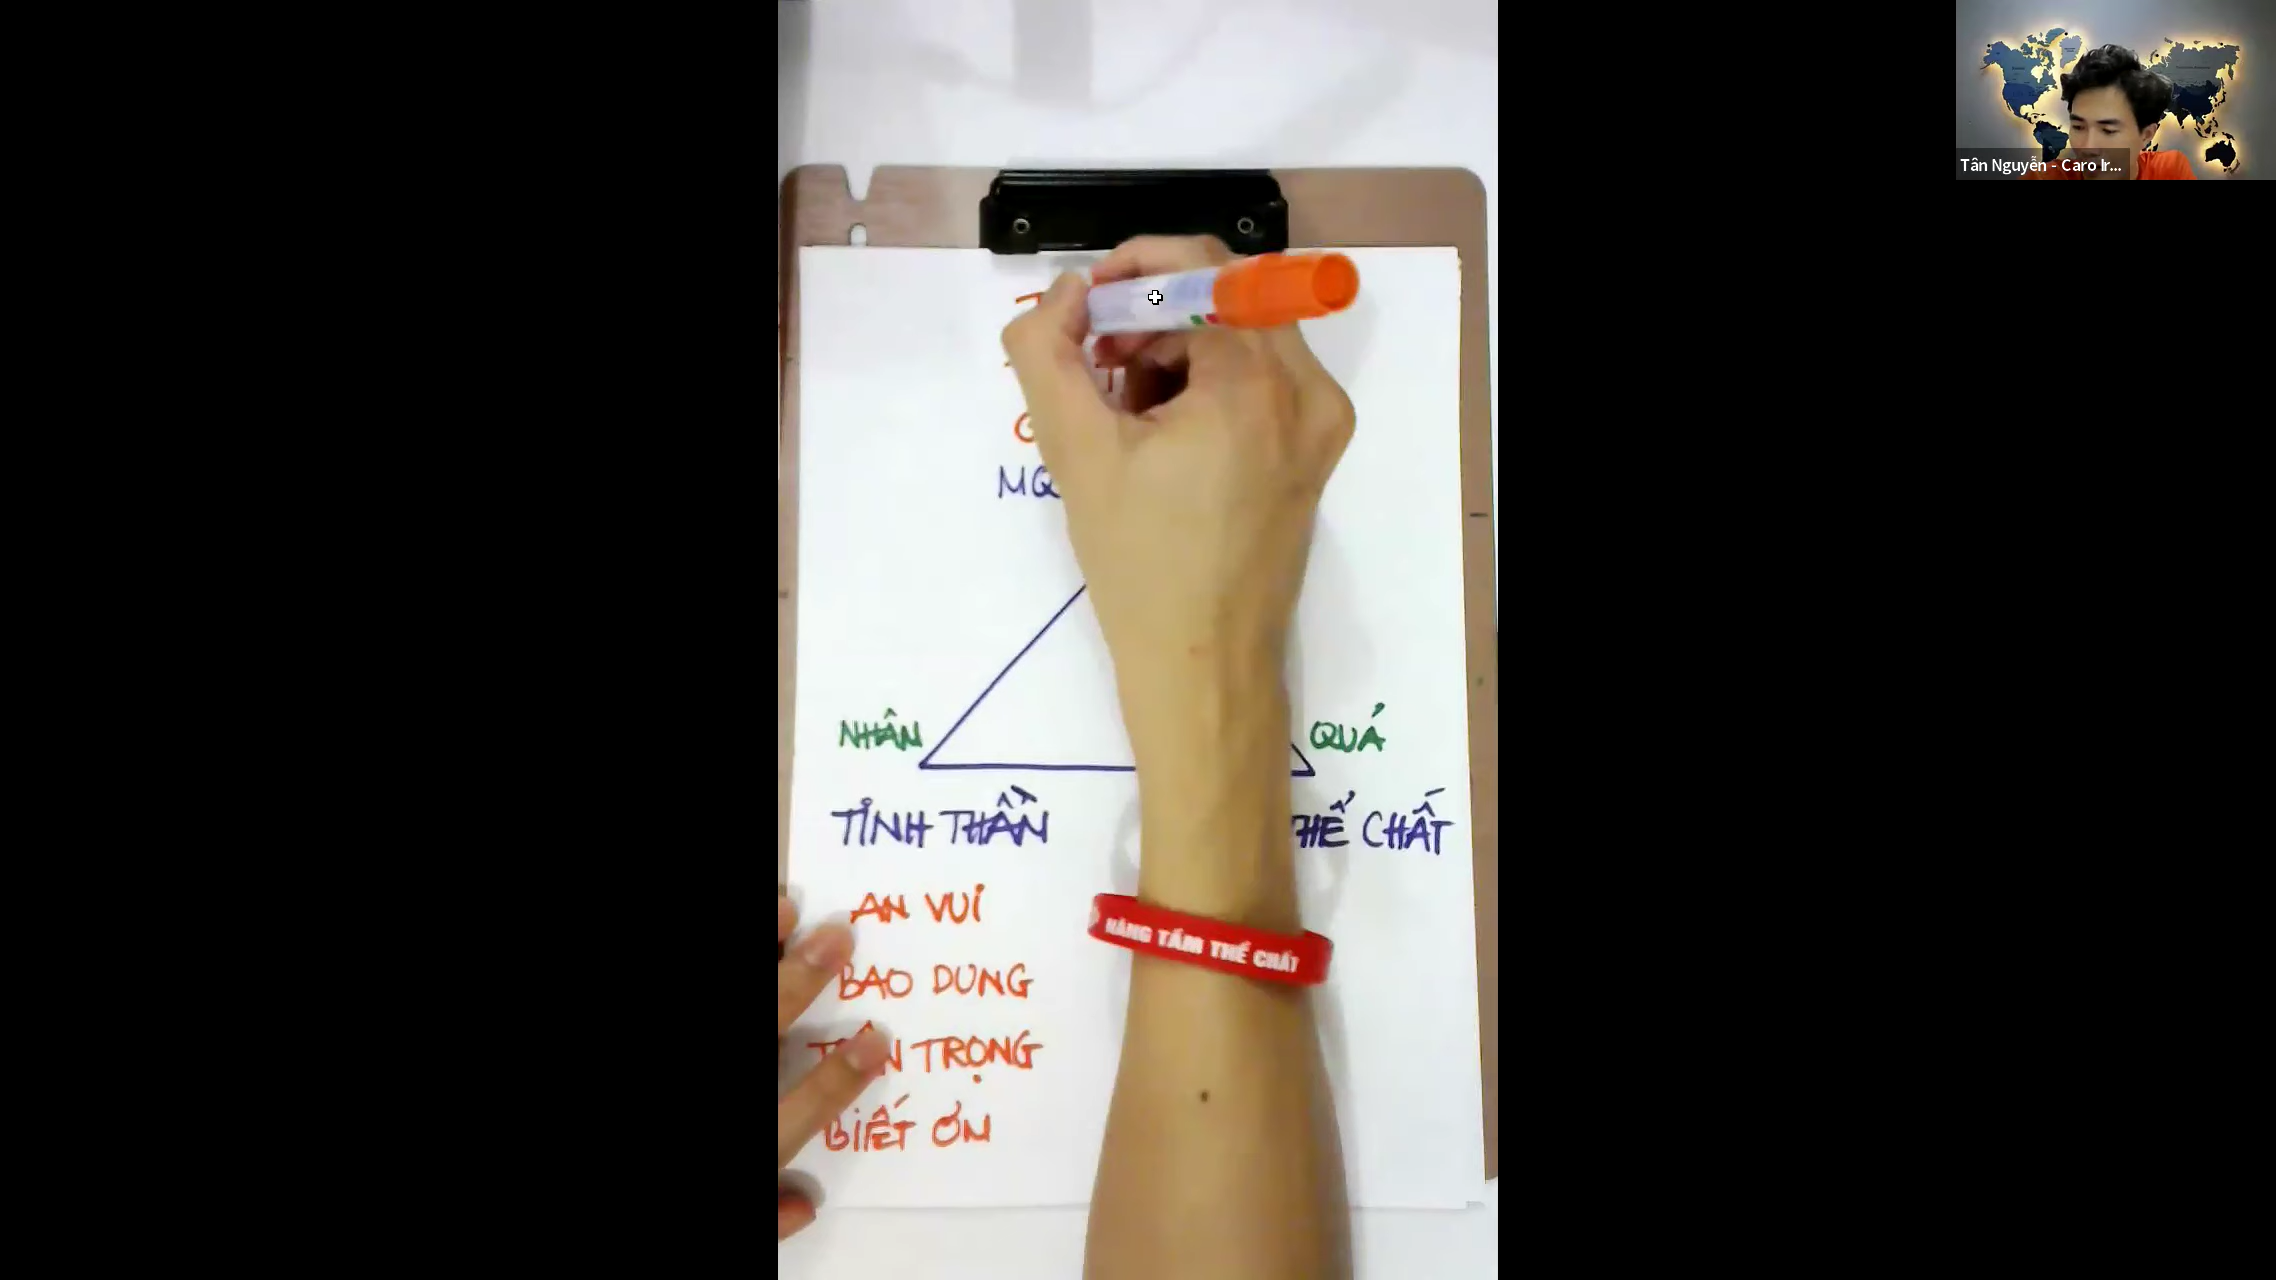 Tân Nguyễn - Caro Ir...
T
MQ
NHÂN
QUẢ
TINH THẦN
THỂ CHẤT
AN VUI
NÂNG TẦM THỂ CHẤT
BAO DUNG
TRỌNG
BIẾT ƠN